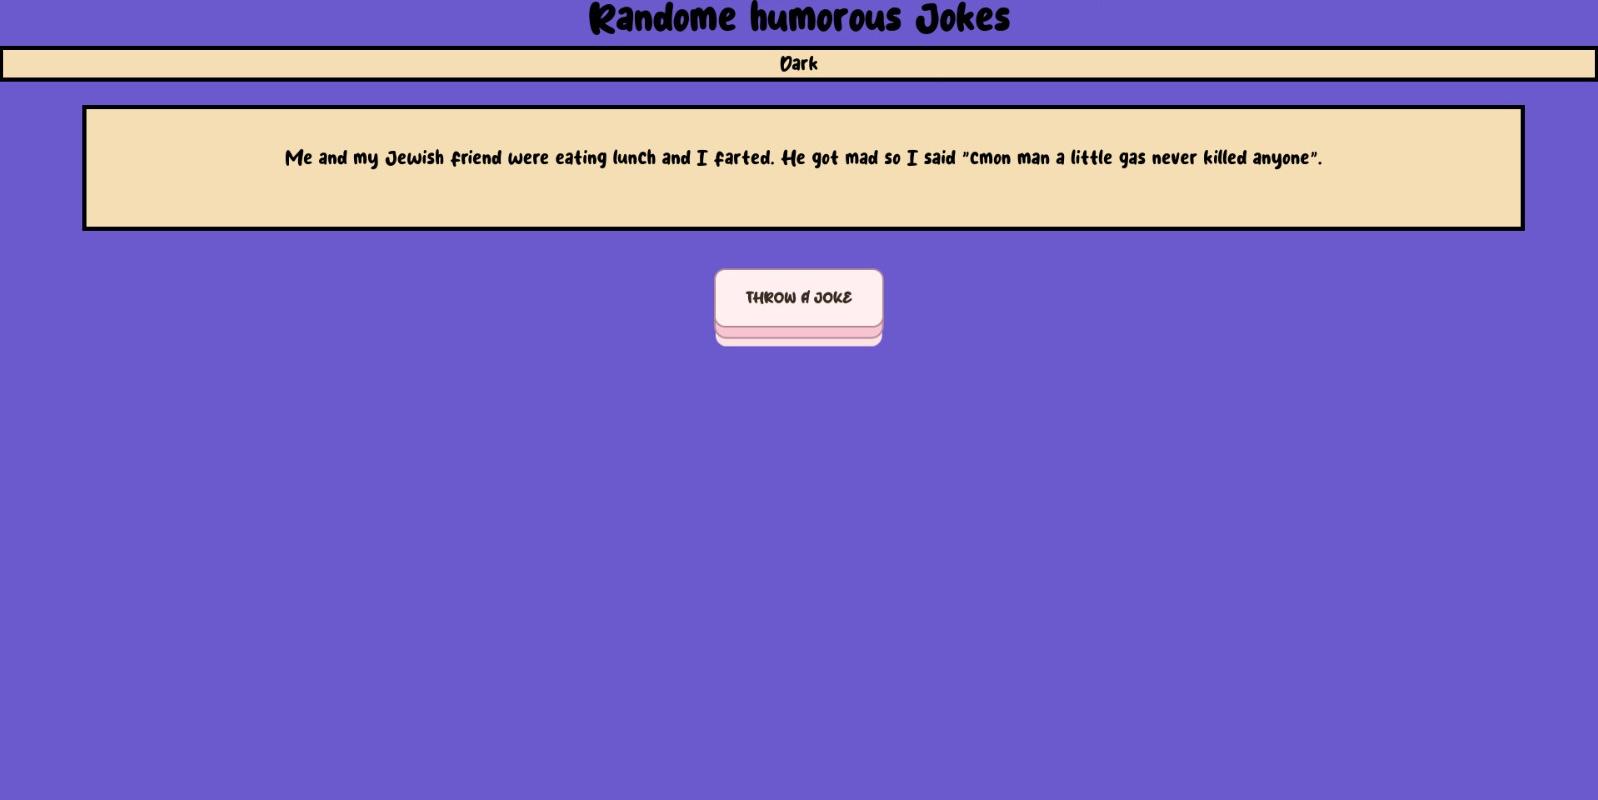 Randome humorous Jokes
Dark
Me and my Jewish friend were eating lunch and I farted. He got mad so I said "cmon man a little gas never killed anyone".
THROW A JOKE